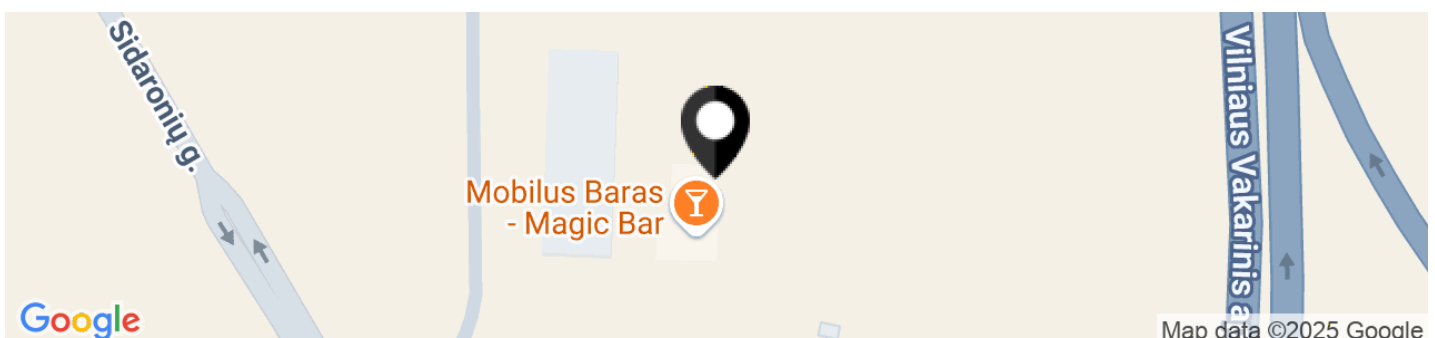 Sidaronių g.
Mobilus Baras
- Magic Bar
Vilniaus Vakarinis a
Google
Map data ©2025 Google